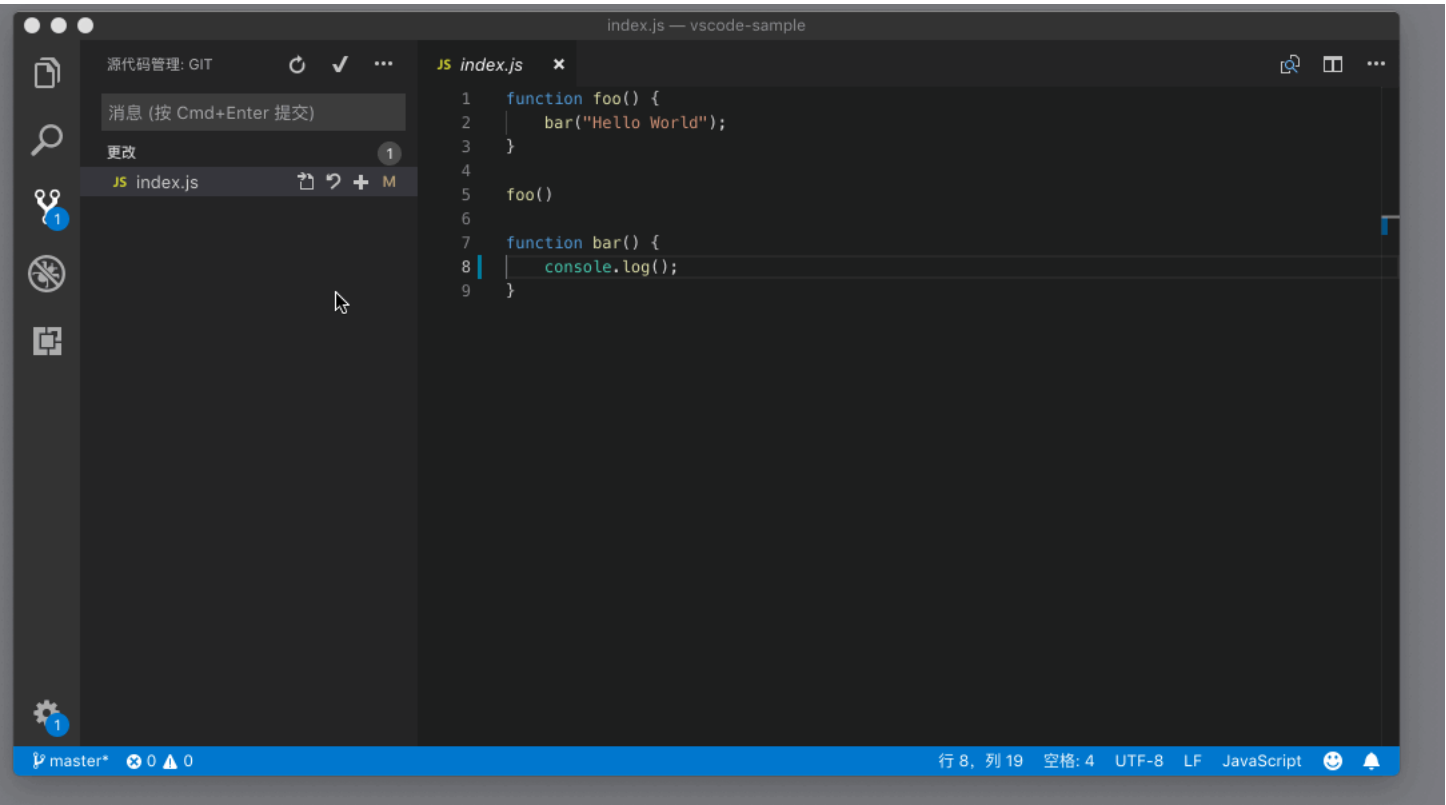 index.js — vscode-sample
源代码管理: GIT
消息 (按 Cmd+Enter 提交)
更改 1
JS index.js M
1
1
JS index.js
1 function foo() {
2 bar("Hello World");
3 }
4
5 foo()
6
7 function bar() {
8 console.log();
9 }
master* 0 0 行 8，列 19 空格: 4 UTF-8 LF JavaScript